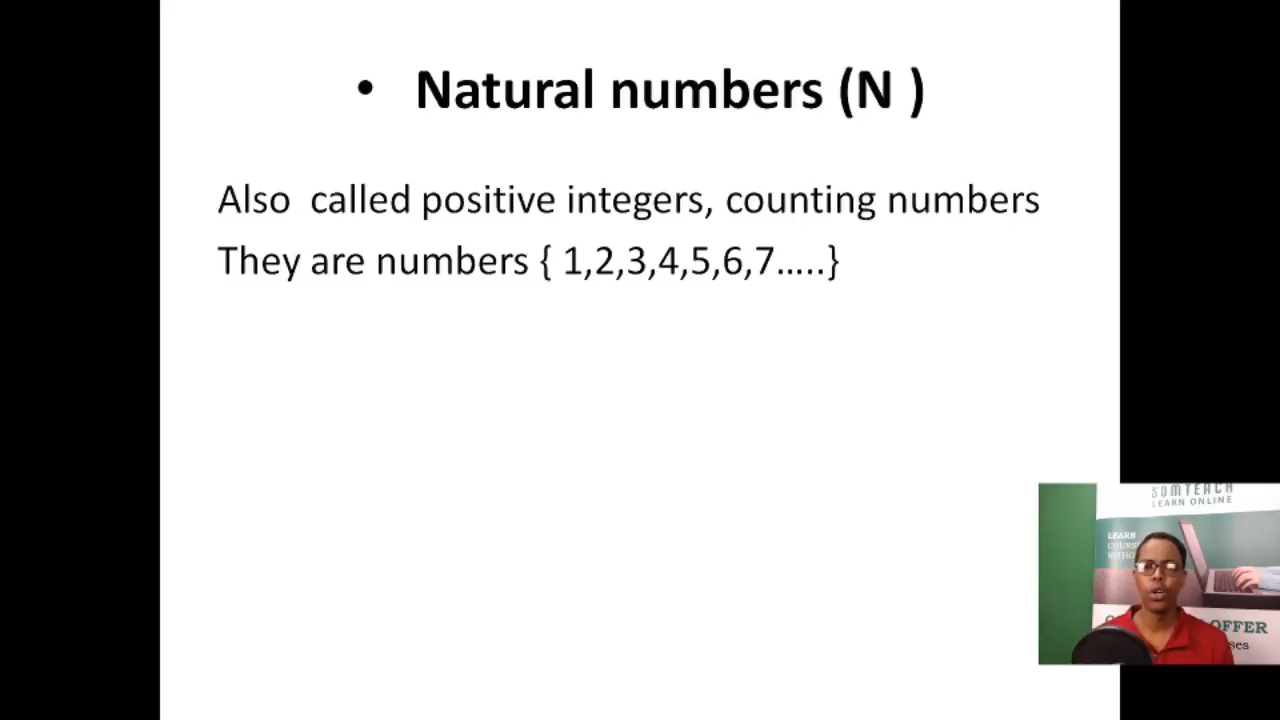 • Natural numbers (N )
Also called positive integers, counting numbers
They are numbers { 1,2,3,4,5,6,7…..}
SOMTEACH
LEARN ONLINE
LEARN
OFFER